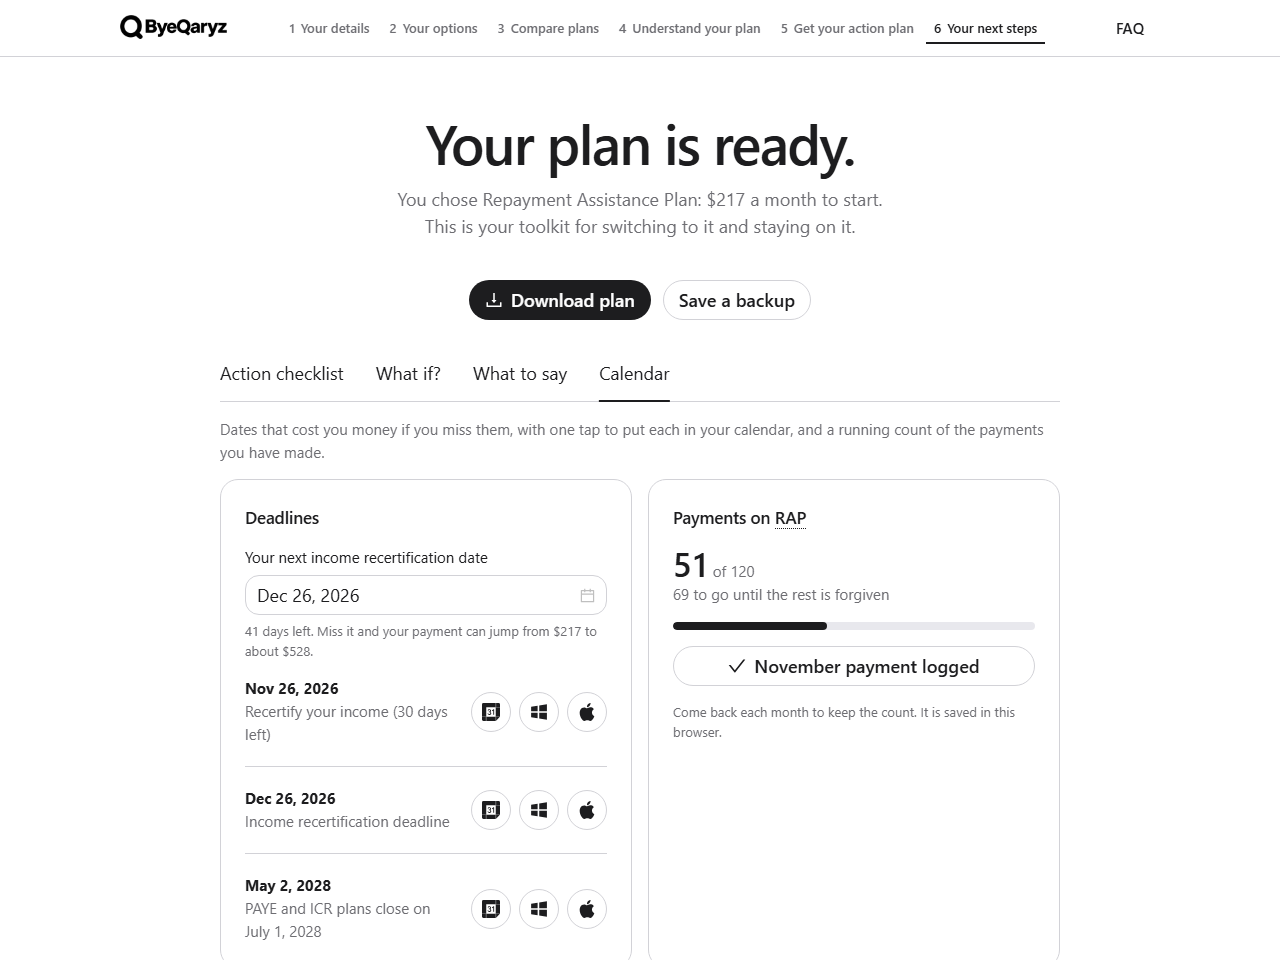 ByeQaryz
1 Your details
2 Your options
3 Compare plans
4 Understand your plan
5 Get your action plan
6 Your next steps
FAQ
Your plan is ready.
You chose Repayment Assistance Plan: $217 a month to start.
This is your toolkit for switching to it and staying on it.
Download plan
Save a backup
Action checklist
What if?
What to say
Calendar
Dates that cost you money if you miss them, with one tap to put each in your calendar, and a running count of the payments
you have made.
Deadlines
Your next income recertification date
Dec 26, 2026
41 days left. Miss it and your payment can jump from $217 to
about $528.
Nov 26, 2026
Recertify your income (30 days
left)
31
Dec 26, 2026
Income recertification deadline
31
May 2, 2028
PAYE and ICR plans close on
July 1, 2028
31
Payments on RAP
51 of 120
69 to go until the rest is forgiven
November payment logged
Come back each month to keep the count. It is saved in this
browser.